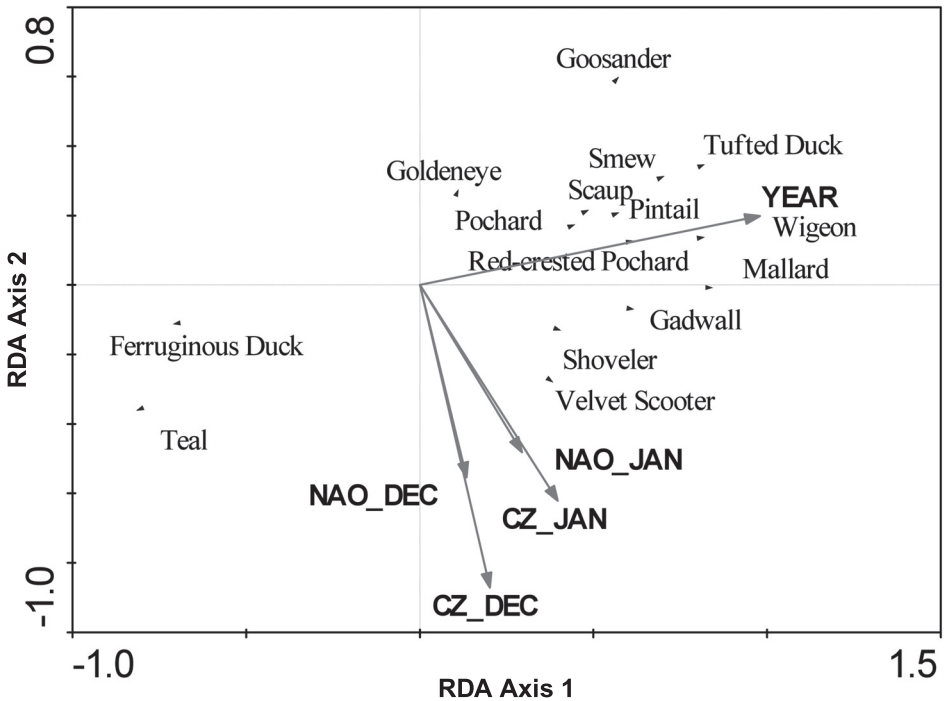 0.8
Goosander
Tufted Duck
Smew
Goldeneye
Scaup
YEAR
Pintail
Pochard
Wigeon
Red-crested Pochard
Mallard
RDA Axis 2
Gadwall
Ferruginous Duck
Shoveler
Velvet Scooter
Teal
NAO_JAN
NAO_DEC
CZ_JAN
-1.0
CZ_DEC
-1.0
1.5
RDA Axis 1